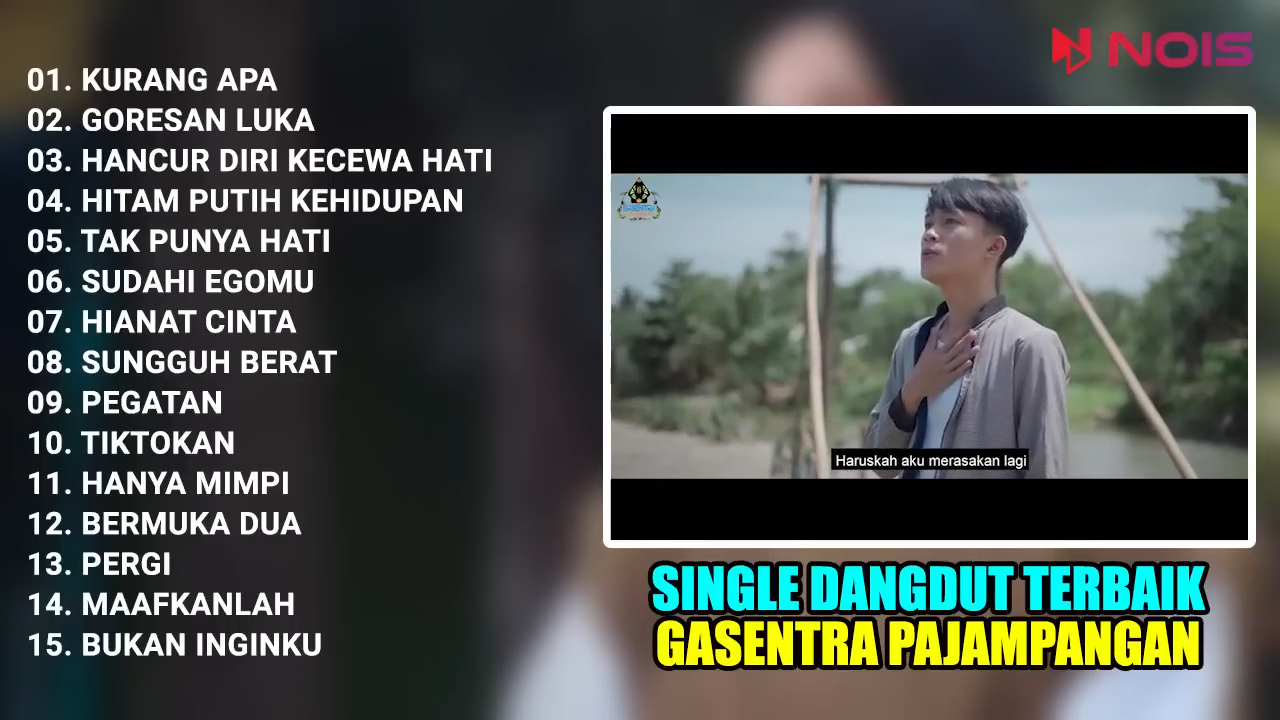 NOIS
01. KURANG APA
02. GORESAN LUKA
03. HANCUR DIRI KECEWA HATI
04. HITAM PUTIH KEHIDUPAN
05. TAK PUNYA HATI
06. SUDAHI EGOMU
07. HIANAT CINTA
08. SUNGGUH BERAT
09. PEGATAN
10. TIKTOKAN
11. HANYA MIMPI
12. BERMUKA DUA
13. PERGI
14. MAAFKANLAH
15. BUKAN INGINKU
GASENTRA
Haruskah aku merasakan lagi
SINGLE DANGDUT TERBAIK
GASENTRA PAJAMPANGAN